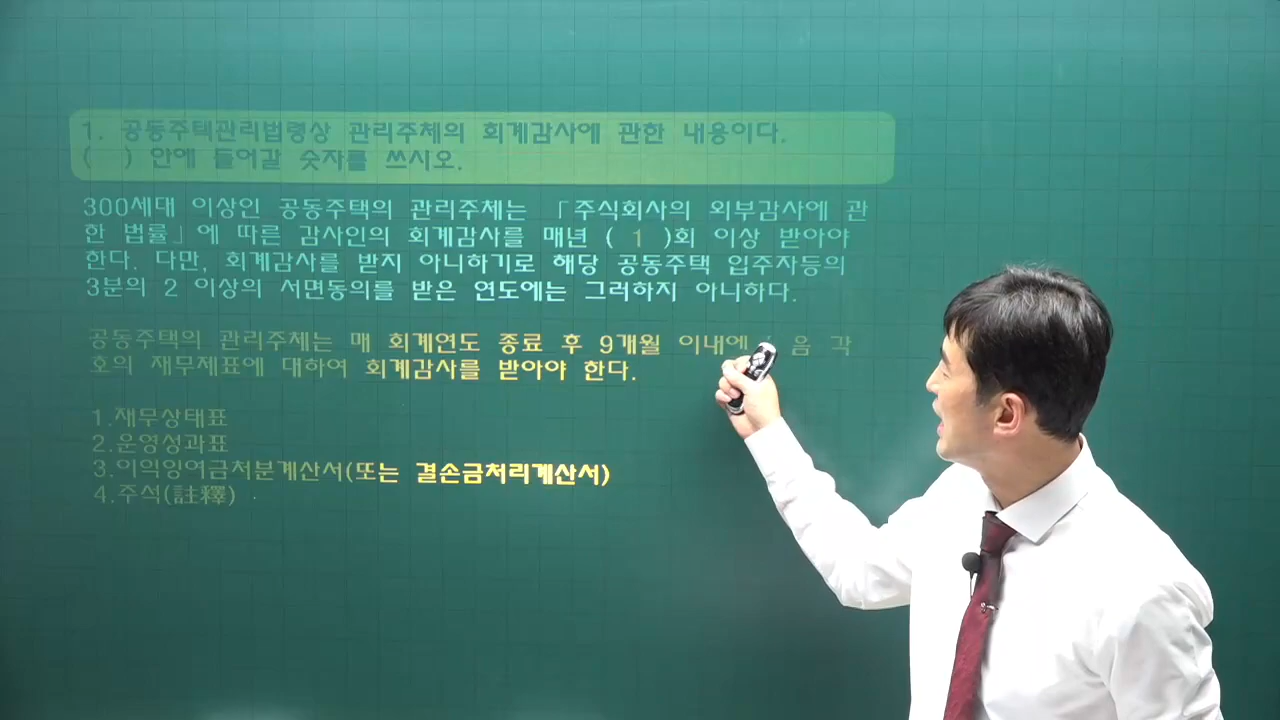 1. 공동주택관리법령상 관리주체의 회계감사에 관한 내용이다.
( ) 안에 들어갈 숫자를 쓰시오.
300세대 이상인 공동주택의 관리주체는 「주식회사의 외부감사에 관
한 법률」에 따른 감사인의 회계감사를 매년 ( 1 )회 이상 받아야
한다. 다만, 회계감사를 받지 아니하기로 해당 공동주택 입주자등의
3분의 2 이상의 서면동의를 받은 연도에는 그러하지 아니하다.
공동주택의 관리주체는 매 회계연도 종료 후 9개월 이내에 음 각
호의 재무제표에 대하여 회계감사를 받아야 한다.
1.재무상태표
2.운영성과표
3.이익잉여금처분계산서(또는 결손금처리계산서)
4.주석(註釋)